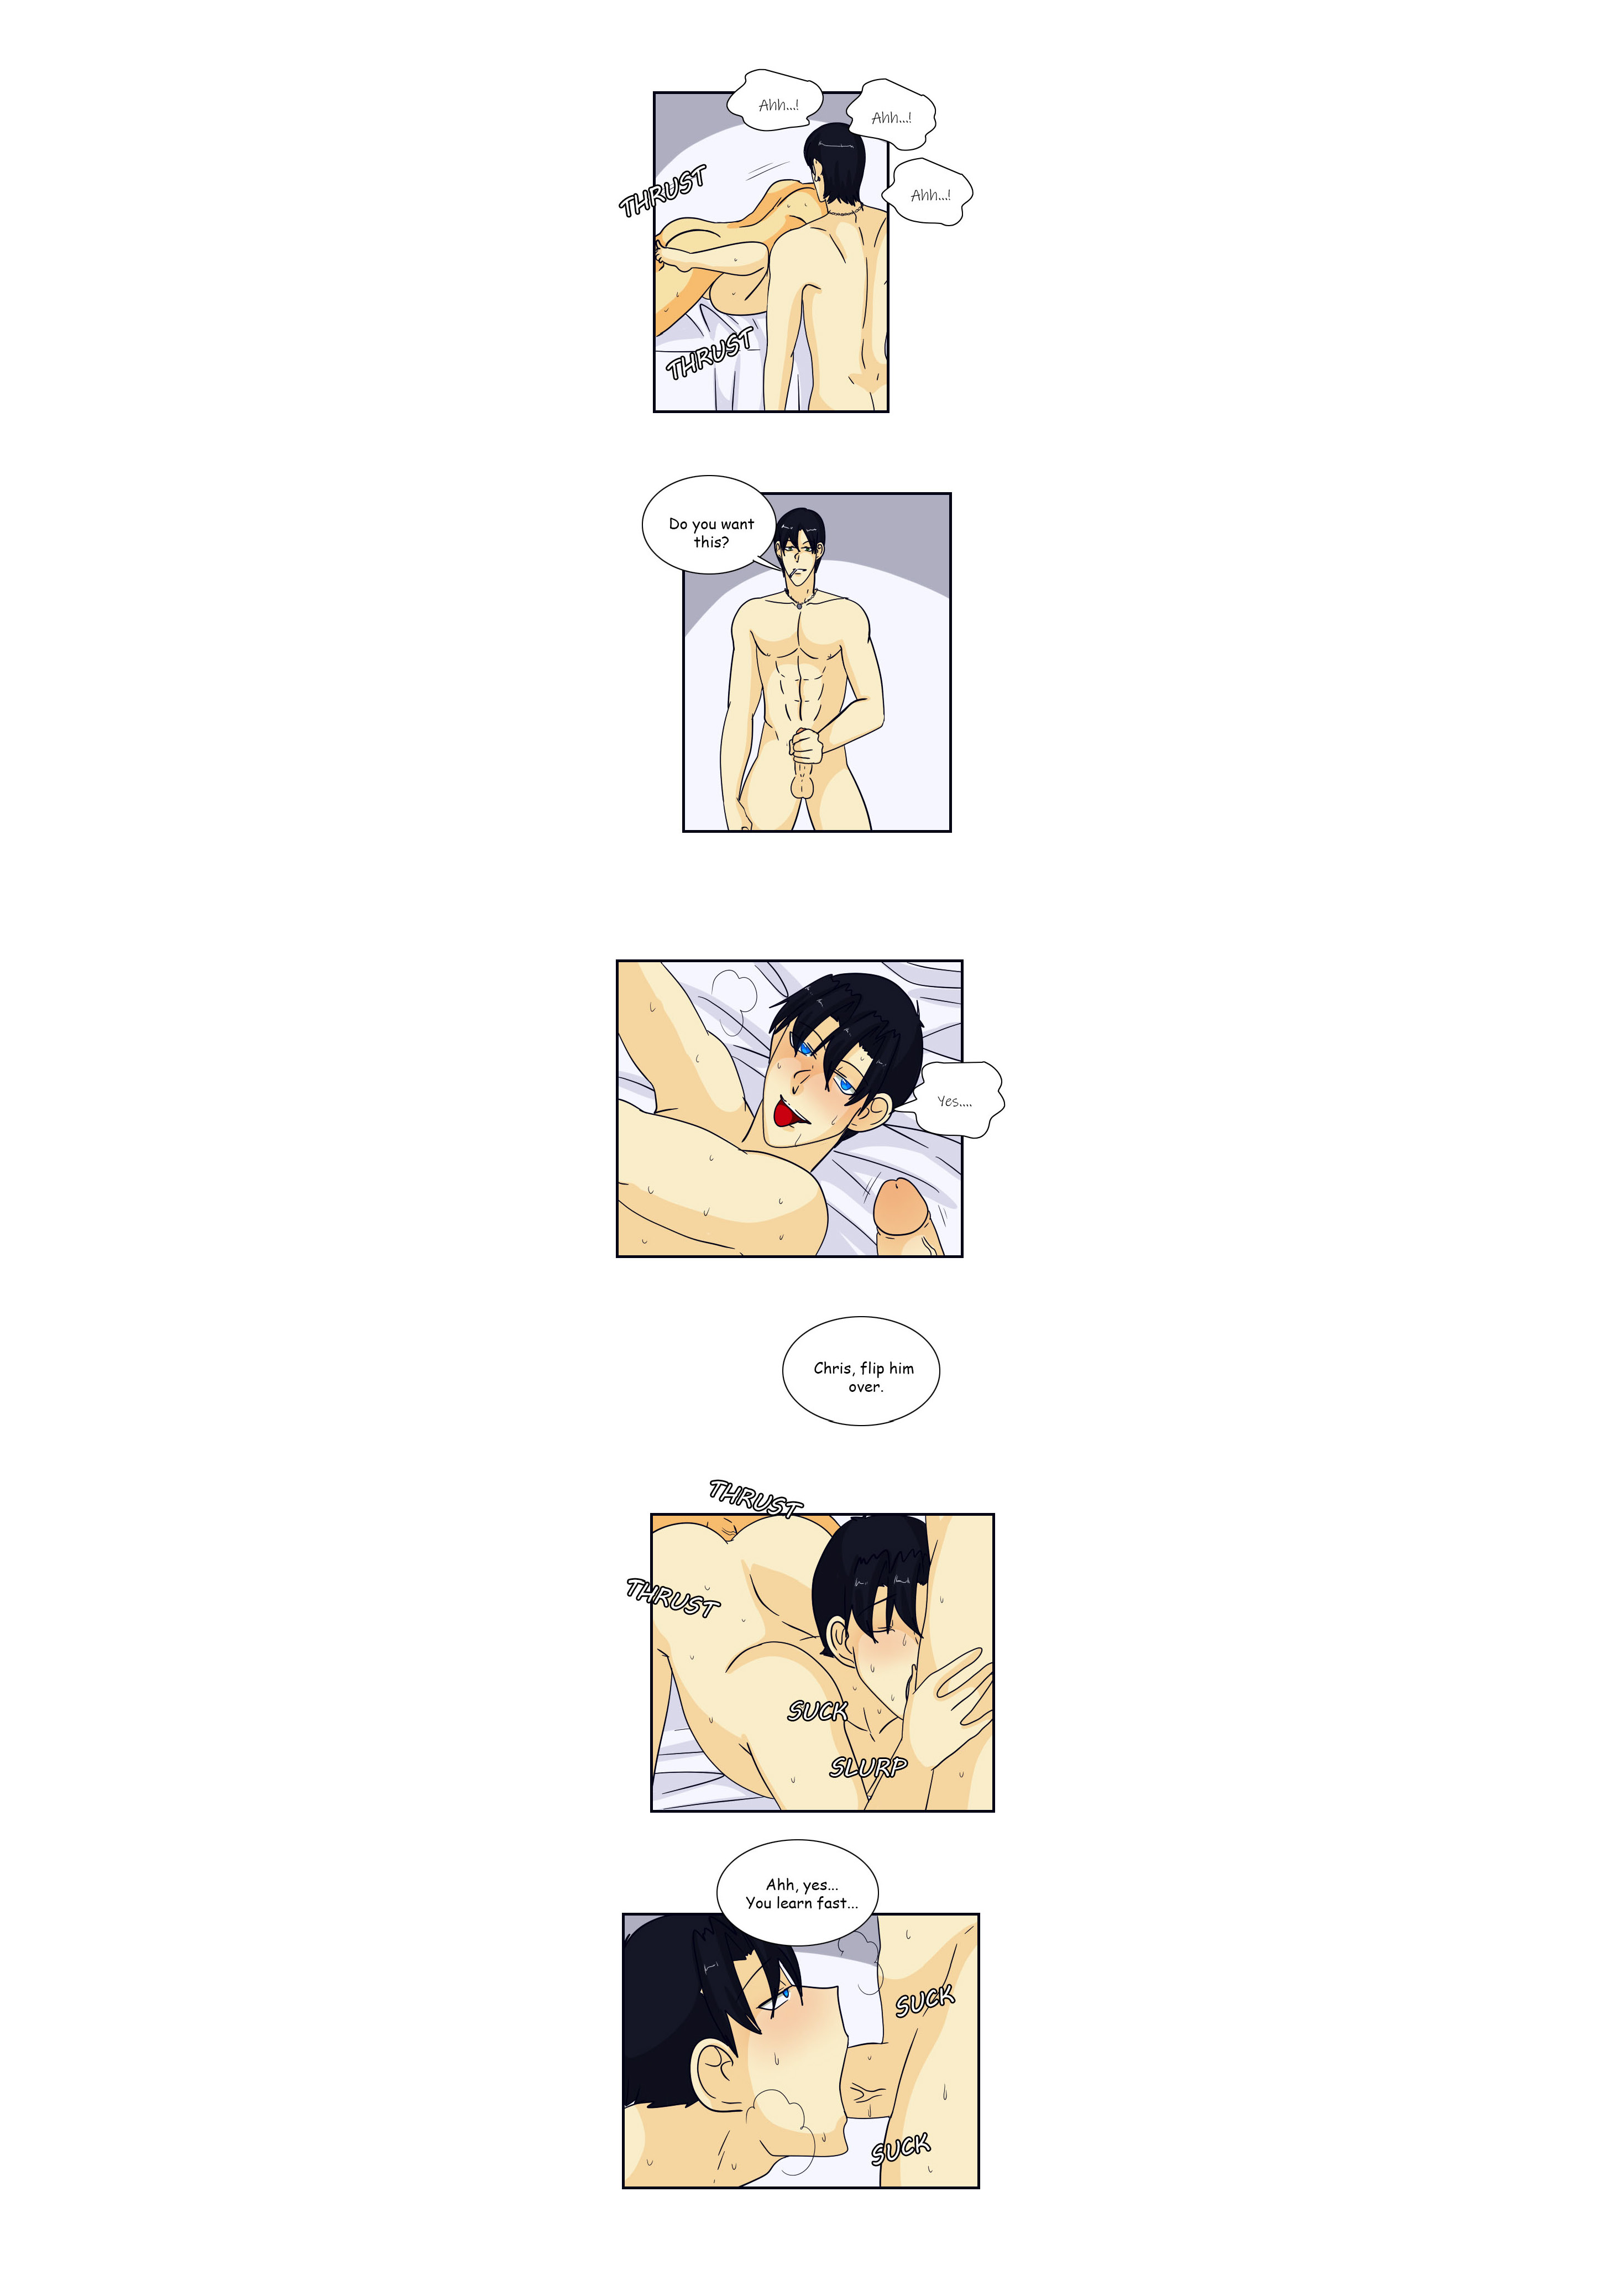 Ahh...!
Ahh...!
THRUST
Ahh...!
THRUST
Do you want
this?
Yes....
Chris, flip him
over.
THRUST
THRUST
SUCK
SLURP
Ahh, yes...
You learn fast...
SUCK
SUCK